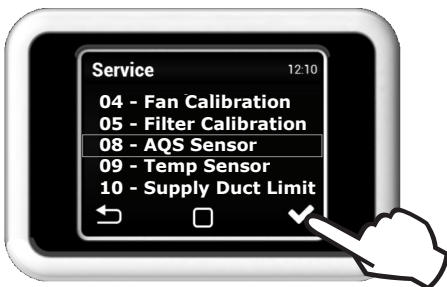 Service 12:10
04 - Fan Calibration
05 - Filter Calibration
08 - AQS Sensor
09 - Temp Sensor
10 - Supply Duct Limit